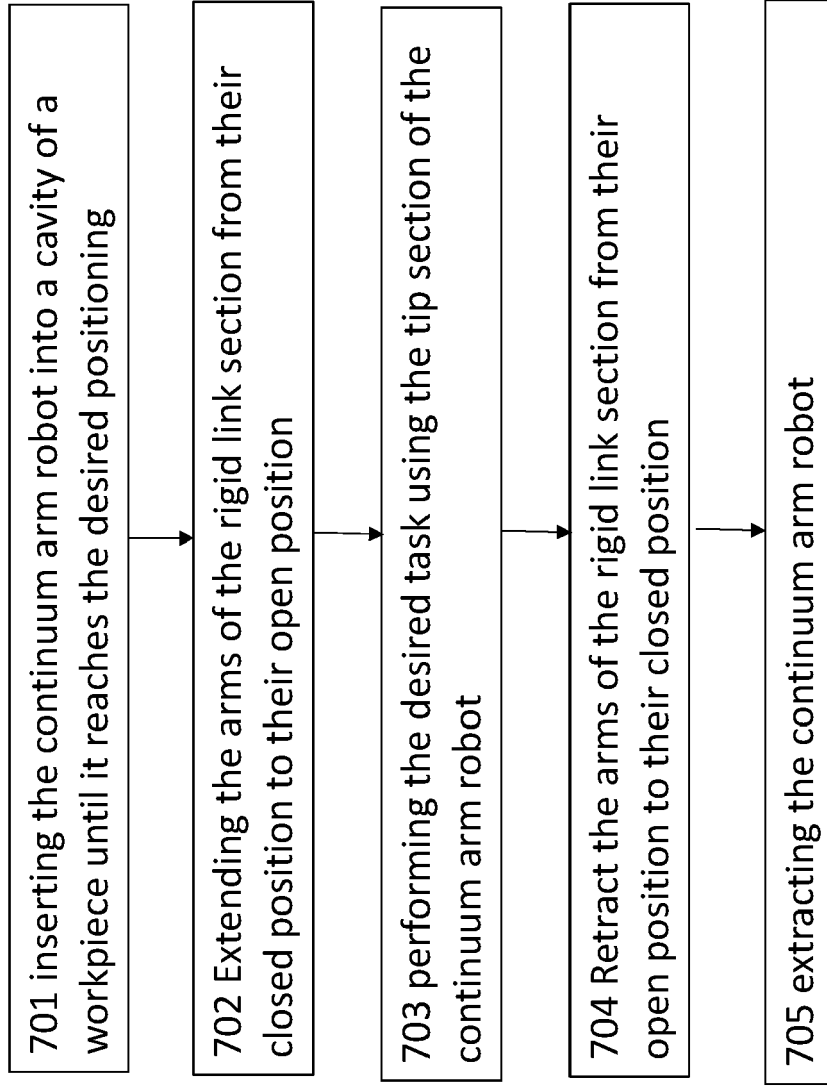 701 inserting the continuum arm robot into a cavity of a
workpiece until it reaches the desired positioning
702 Extending the arms of the rigid link section from their
closed position to their open position
703 performing the desired task using the tip section of the
continuum arm robot
704 Retract the arms of the rigid link section from their
open position to their closed position
705 extracting the continuum arm robot